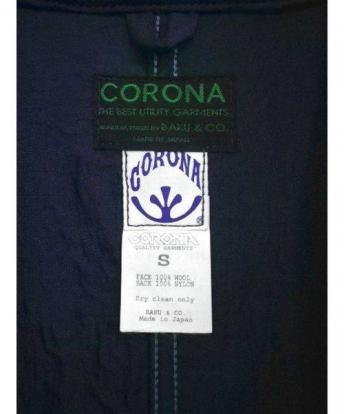 CORONA
THE BEST UTILITY GARMENTS
MANUFACTURED BY BAKU & CO.
MADE IN JAPAN
CORONA
®
CORONA
QUALITY GARMENTS
S
FACE 100% WOOL
BACK 100% NYLON
Dry clean only
BAKU & CO.
Made in Japan